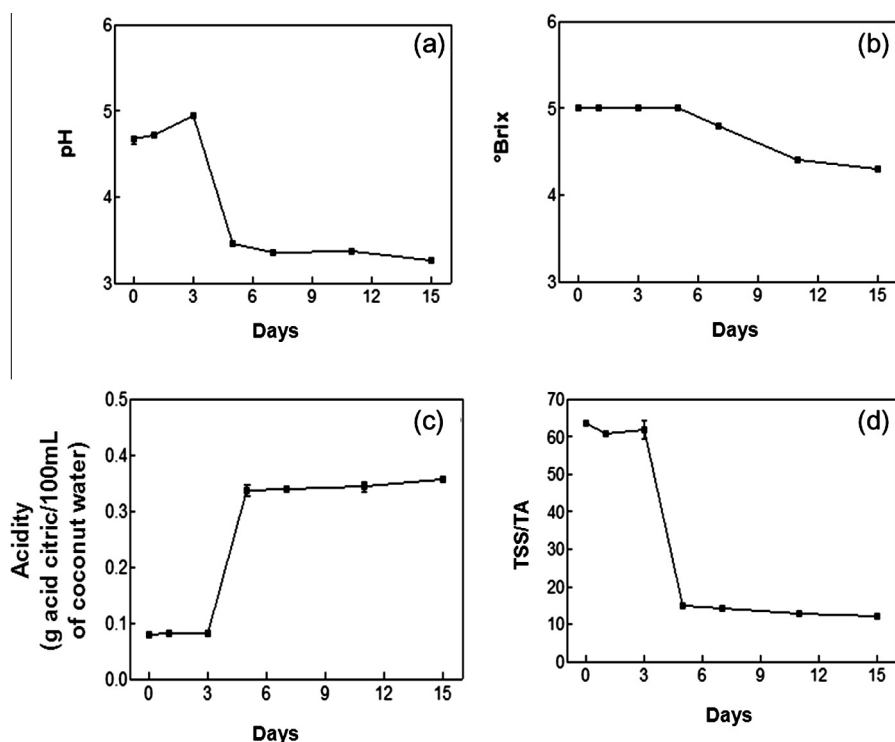 (a)
6
5
4
3
pH
0 3 6 9 12 15
Days
(b)
6
5
4
3
°Brix
0 3 6 9 12 15
Days
(c)
0.5
0.4
0.3
0.2
0.1
0.0
Acidity
(g acid citric/100mL
of coconut water)
0 3 6 9 12 15
Days
(d)
70
60
50
40
30
20
10
0
TSS/TA
0 3 6 9 12 15
Days